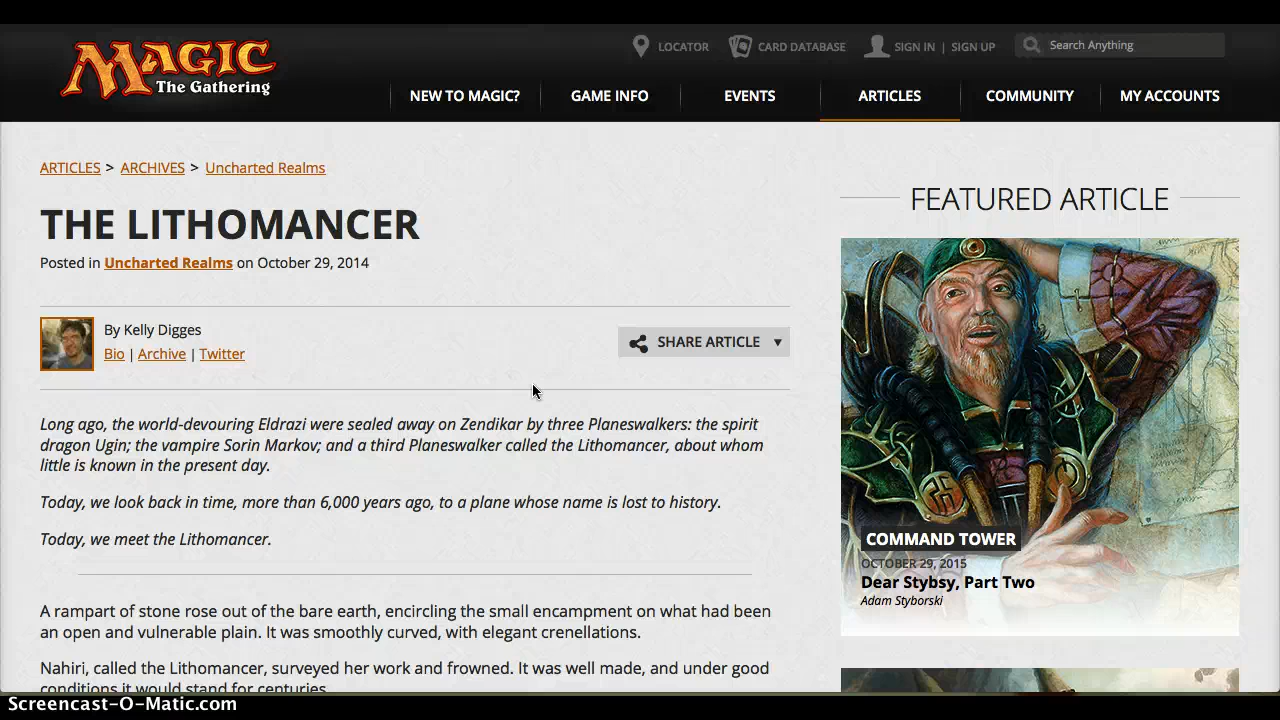 MAGIC
The Gathering
LOCATOR
CARD DATABASE
SIGN IN | SIGN UP
Search Anything
NEW TO MAGIC?
GAME INFO
EVENTS
ARTICLES
COMMUNITY
MY ACCOUNTS
ARTICLES > ARCHIVES > Uncharted Realms
THE LITHOMANCER
Posted in Uncharted Realms on October 29, 2014
By Kelly Digges
Bio | Archive | Twitter
SHARE ARTICLE ▼
Long ago, the world-devouring Eldrazi were sealed away on Zendikar by three Planeswalkers: the spirit
dragon Ugin; the vampire Sorin Markov; and a third Planeswalker called the Lithomancer, about whom
little is known in the present day.
Today, we look back in time, more than 6,000 years ago, to a plane whose name is lost to history.
Today, we meet the Lithomancer.
A rampart of stone rose out of the bare earth, encircling the small encampment on what had been
an open and vulnerable plain. It was smoothly curved, with elegant crenellations.
Nahiri, called the Lithomancer, surveyed her work and frowned. It was well made, and under good
conditions it would stand for centuries.
FEATURED ARTICLE
COMMAND TOWER
OCTOBER 29, 2015
Dear Stybsy, Part Two
Adam Styborski
Screencast-O-Matic.com